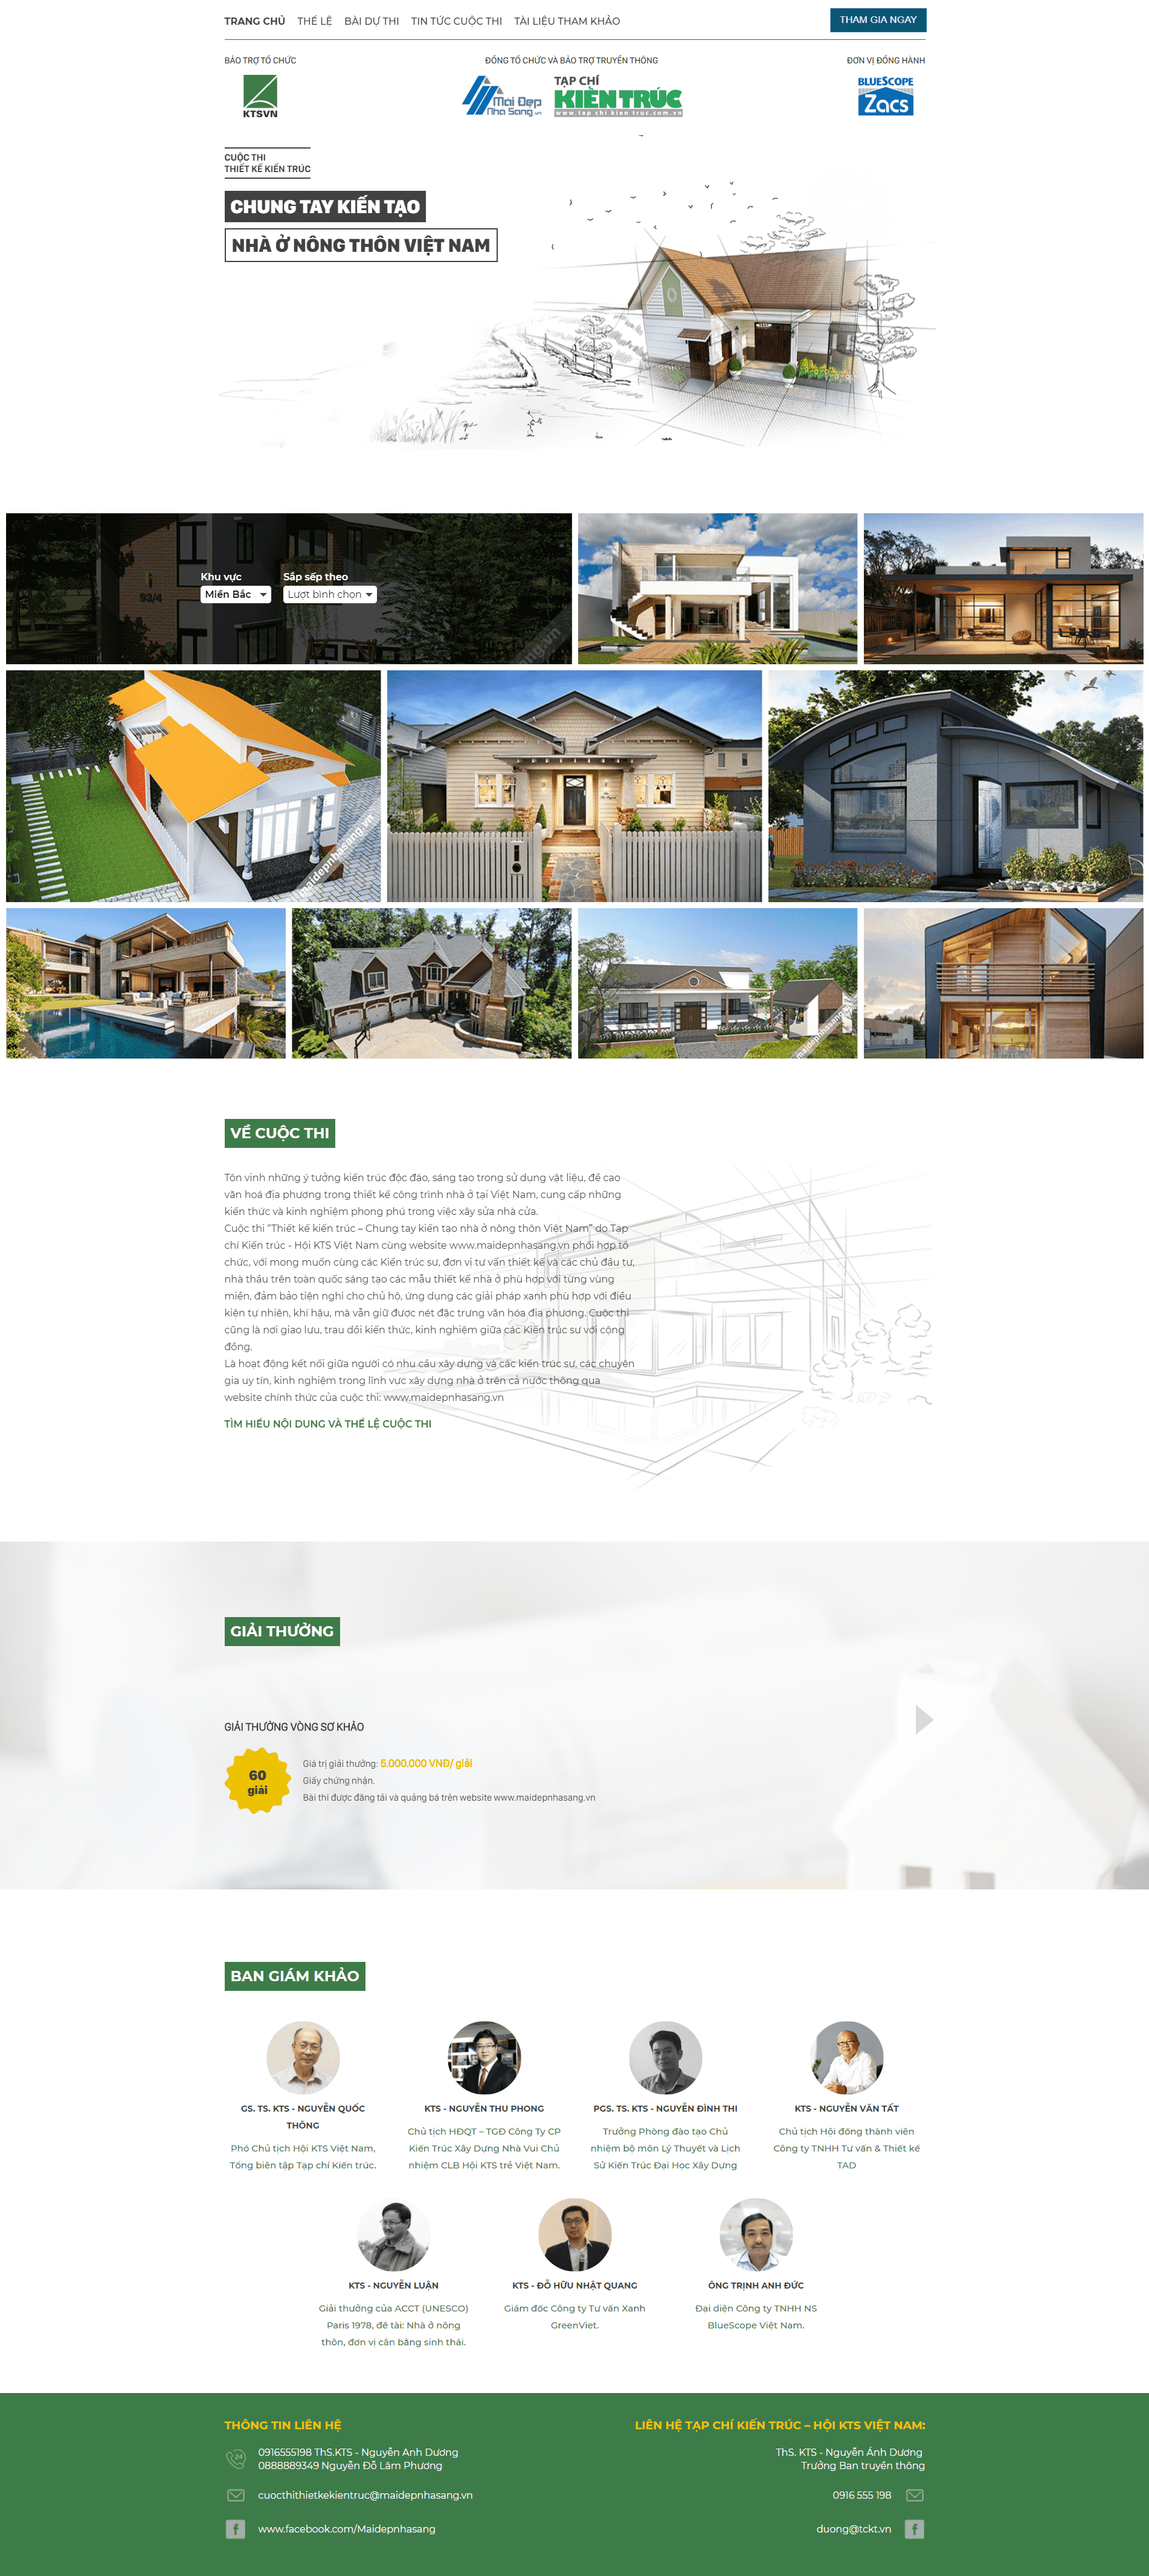 TRANG CHỦ THỂ LỆ BÀI DỰ THI TIN TỨC CUỘC THI TÀI LIỆU THAM KHẢO THAM GIA NGAY
BẢO TRỢ TỔ CHỨC ĐỒNG TỔ CHỨC VÀ BẢO TRỢ TRUYỀN THÔNG ĐƠN VỊ ĐỒNG HÀNH
KTSVN
Mái Đẹp
Nhà Sang.vn
TẠP CHÍ
KIẾN TRÚC
www.tap chi kien truc.com.vn
BLUESCOPE
Zacs
CUỘC THI
THIẾT KẾ KIẾN TRÚC
CHUNG TAY KIẾN TẠO
NHÀ Ở NÔNG THÔN VIỆT NAM
Khu vực Sắp sếp theo
Miền Bắc Lượt bình chọn
93/4
maidepnhasang.vn
maidepnhasang.vn
VỀ CUỘC THI
Tôn vinh những ý tưởng kiến trúc độc đáo, sáng tạo trong sử dụng vật liệu, đề cao
văn hoá địa phương trong thiết kế công trình nhà ở tại Việt Nam, cung cấp những
kiến thức và kinh nghiệm phong phú trong việc xây sửa nhà cửa.
Cuộc thi “Thiết kế kiến trúc – Chung tay kiến tạo nhà ở nông thôn Việt Nam” do Tạp
chí Kiến trúc - Hội KTS Việt Nam cùng website www.maidepnhasang.vn phối hợp tổ
chức, với mong muốn cùng các Kiến trúc sư, đơn vị tư vấn thiết kế và các chủ đầu tư,
nhà thầu trên toàn quốc sáng tạo các mẫu thiết kế nhà ở phù hợp với từng vùng
miền, đảm bảo tiện nghi cho chủ hộ, ứng dụng các giải pháp xanh phù hợp với điều
kiện tự nhiên, khí hậu, mà vẫn giữ được nét đặc trưng văn hóa địa phương. Cuộc thi
cũng là nơi giao lưu, trau dồi kiến thức, kinh nghiệm giữa các Kiến trúc sư với cộng
đồng.
Là hoạt động kết nối giữa người có nhu cầu xây dựng và các kiến trúc sư, các chuyên
gia uy tín, kinh nghiệm trong lĩnh vực xây dựng nhà ở trên cả nước thông qua
website chính thức của cuộc thi: www.maidepnhasang.vn
TÌM HIỂU NỘI DUNG VÀ THỂ LỆ CUỘC THI
GIẢI THƯỞNG
GIẢI THƯỞNG VÒNG SƠ KHẢO
60
giải
Giá trị giải thưởng: 5.000.000 VNĐ/ giải
Giấy chứng nhận.
Bài thi được đăng tải và quảng bá trên website www.maidepnhasang.vn
BAN GIÁM KHẢO
GS. TS. KTS - NGUYỄN QUỐC
THÔNG
Phó Chủ tịch Hội KTS Việt Nam,
Tổng biên tập Tạp chí Kiến trúc.
KTS - NGUYỄN THU PHONG
Chủ tịch HĐQT – TGĐ Công Ty CP
Kiến Trúc Xây Dựng Nhà Vui Chủ
nhiệm CLB Hội KTS trẻ Việt Nam.
PGS. TS. KTS - NGUYỄN ĐÌNH THI
Trưởng Phòng đào tạo Chủ
nhiệm bộ môn Lý Thuyết và Lịch
Sử Kiến Trúc Đại Học Xây Dựng
KTS - NGUYỄN VĂN TẤT
Chủ tịch Hội đồng thành viên
Công ty TNHH Tư vấn & Thiết kế
TAD
KTS - NGUYỄN LUẬN
Giải thưởng của ACCT (UNESCO)
Paris 1978, đề tài: Nhà ở nông
thôn, đơn vị cân bằng sinh thái.
KTS - ĐỖ HỮU NHẬT QUANG
Giám đốc Công ty Tư vấn Xanh
GreenViet.
ÔNG TRỊNH ANH ĐỨC
Đại diện Công ty TNHH NS
BlueScope Việt Nam.
THÔNG TIN LIÊN HỆ
24
0916555198 ThS.KTS - Nguyễn Anh Dương
0888889349 Nguyễn Đỗ Lâm Phương
cuocthithietkekientruc@maidepnhasang.vn
www.facebook.com/Maidepnhasang
LIÊN HỆ TẠP CHÍ KIẾN TRÚC – HỘI KTS VIỆT NAM:
ThS. KTS - Nguyễn Ánh Dương
Trưởng Ban truyền thông
0916 555 198
duong@tckt.vn